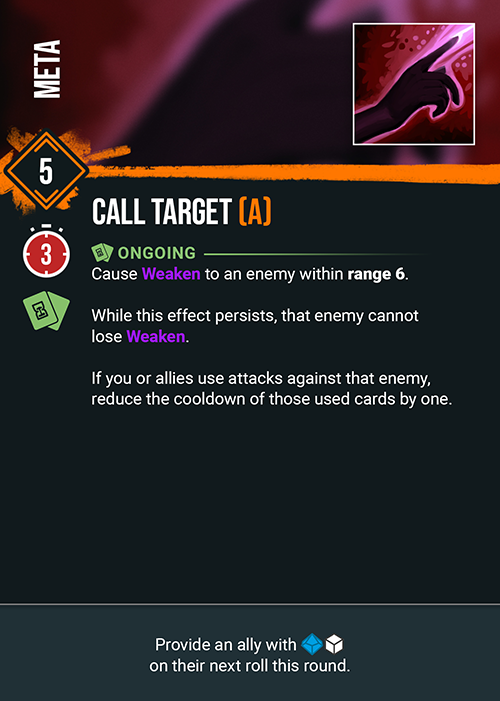 META
5
CALL TARGET (A)
3
ONGOING
Cause Weaken to an enemy within range 6.
While this effect persists, that enemy cannot
lose Weaken.
If you or allies use attacks against that enemy,
reduce the cooldown of those used cards by one.
Provide an ally with
on their next roll this round.